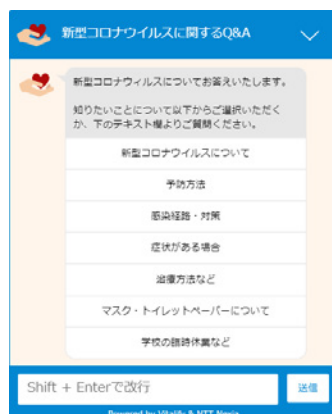 新型コロナウイルスに関するQ&A
新型コロナウィルスについてお答えいたします。
知りたいことについて以下からご選択いただく
か、下のテキスト欄よりご質問ください。
新型コロナウイルスについて
予防方法
感染経路・対策
症状がある場合
治療方法など
マスク・トイレットペーパーについて
学校の臨時休業など
Shift + Enterで改行
送信
Powered by Vitalify & NTT Nexia